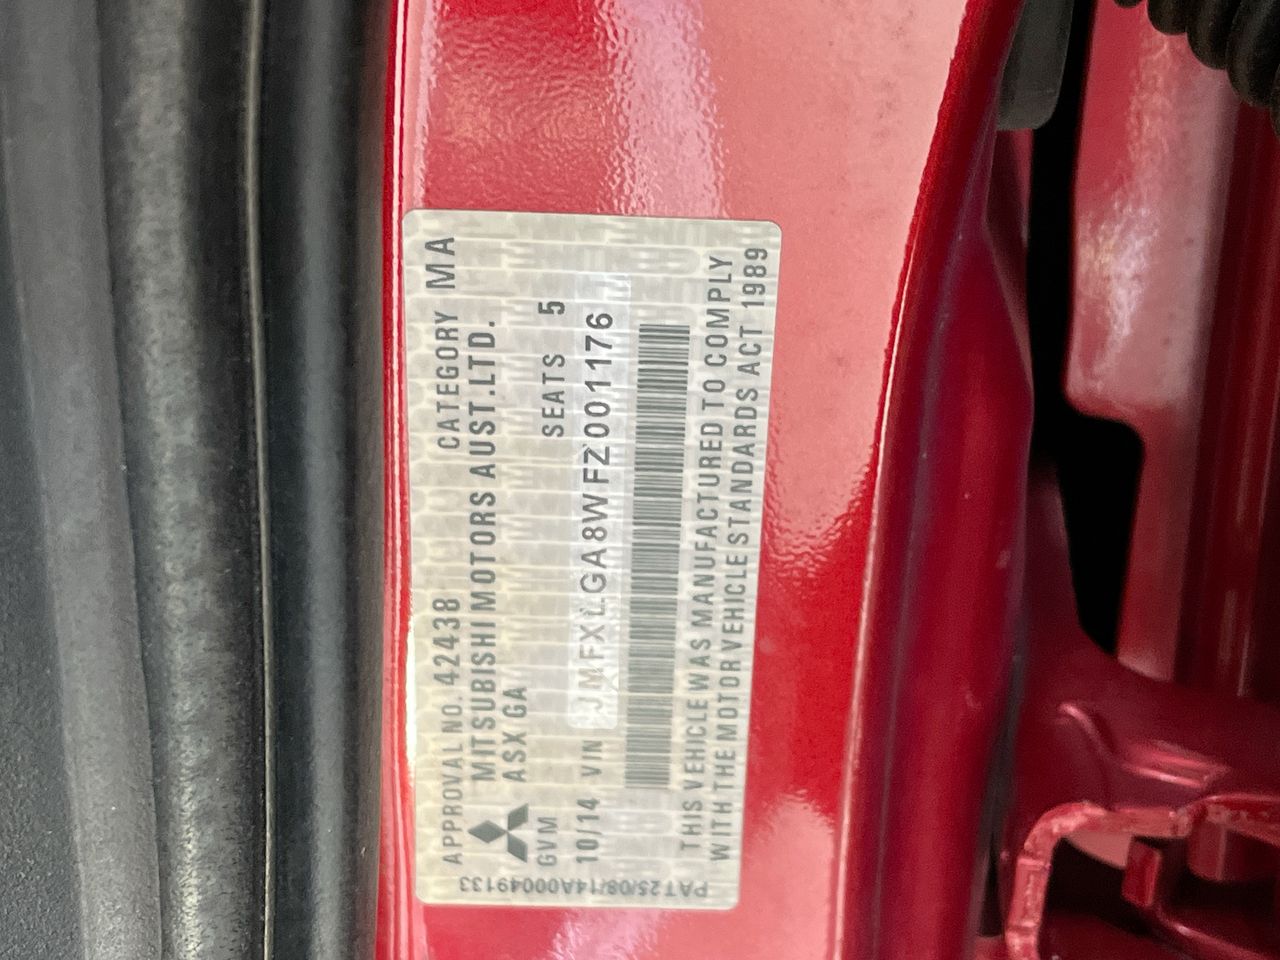 APPROVAL NO. 42438 CATEGORY MA
MITSUBISHI MOTORS AUST.LTD.
ASX GA
GVM SEATS 5
10/14 VIN JMFXLGA8WFZ001176
THIS VEHICLE WAS MANUFACTURED TO COMPLY
WITH THE MOTOR VEHICLE STANDARDS ACT 1989
PAT25/08/14A00049133